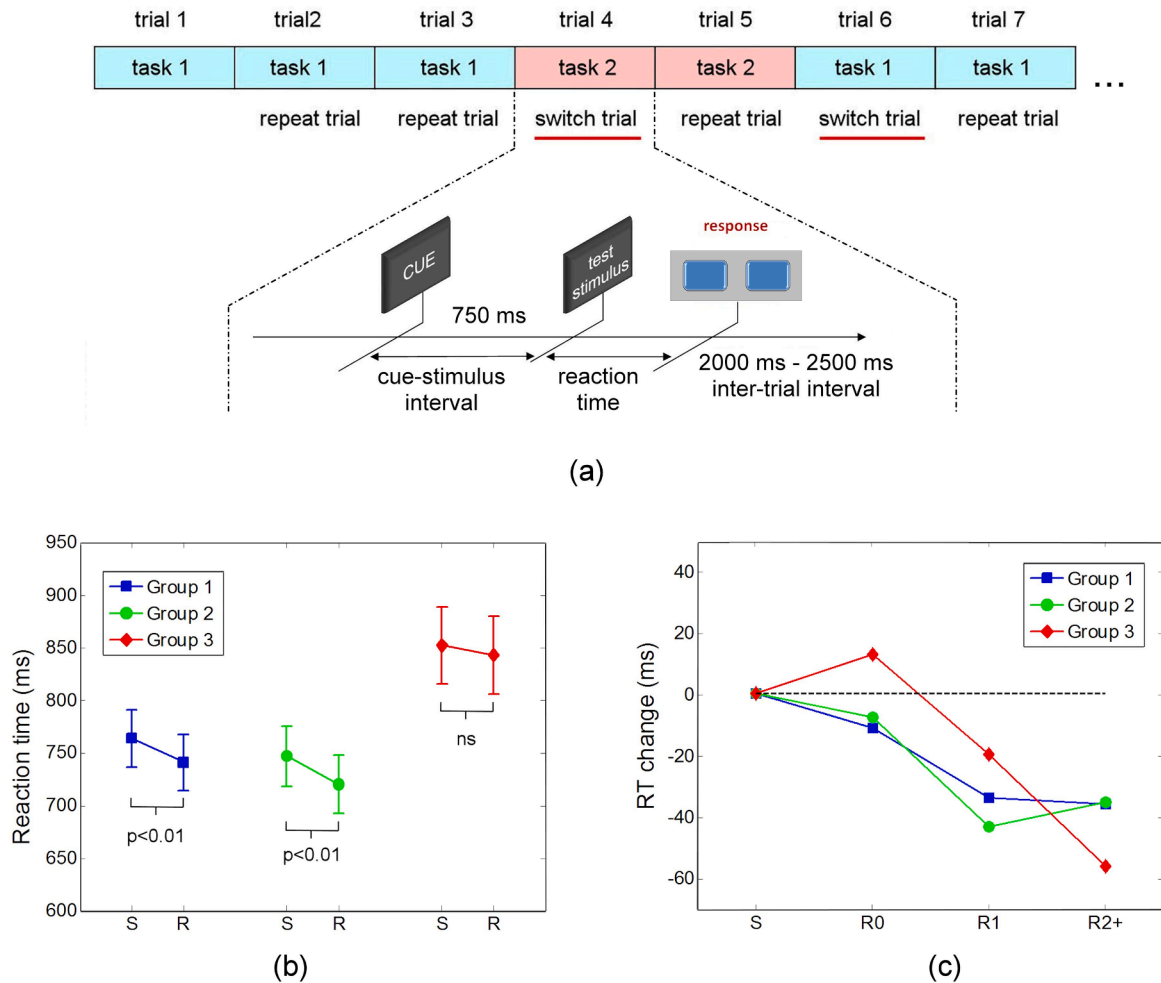 trial 1 trial2 trial 3 trial 4 trial 5 trial 6 trial 7
task 1 task 1 task 1 task 2 task 2 task 1 task 1 ...
repeat trial repeat trial switch trial repeat trial switch trial repeat trial
response
CUE
test
stimulus
750 ms
cue-stimulus
interval
reaction
time
2000 ms - 2500 ms
inter-trial interval
(a)
Reaction time (ms)
950
900
850
800
750
700
650
600
Group 1
Group 2
Group 3
p<0.01
p<0.01
ns
S R S R S R
(b)
RT change (ms)
40
20
0
-20
-40
-60
Group 1
Group 2
Group 3
S R0 R1 R2+
(c)